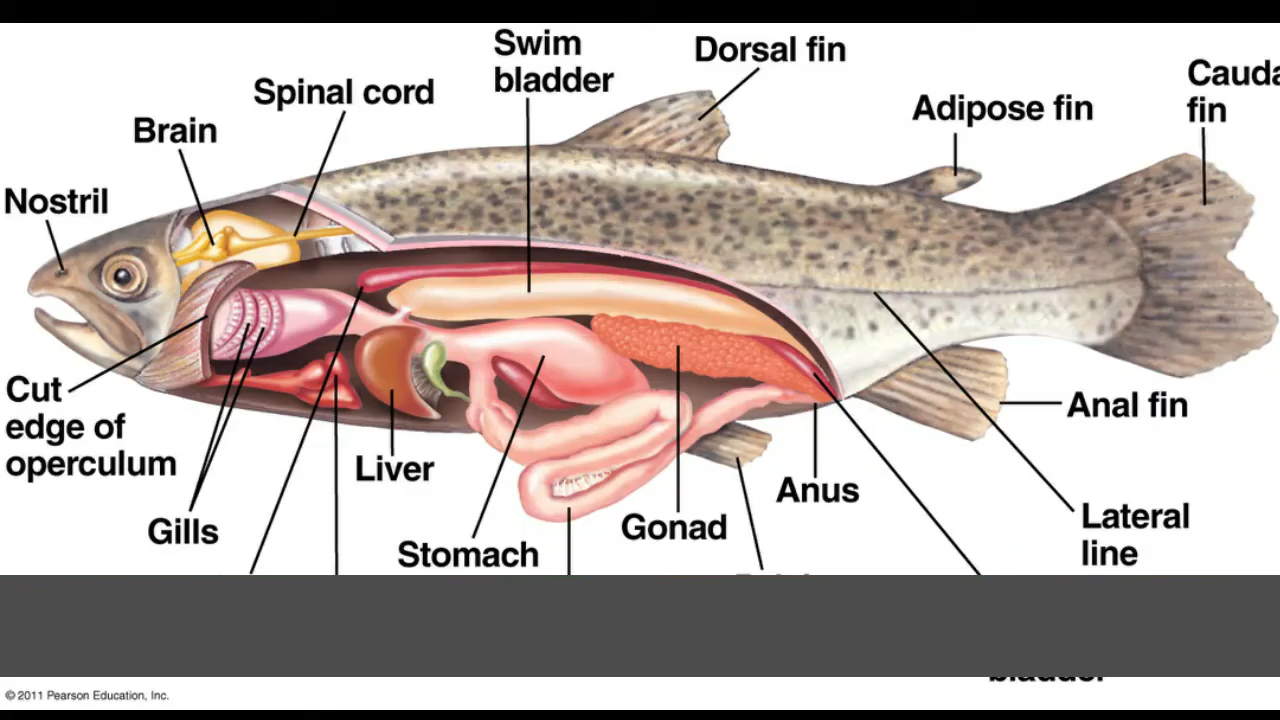 Swim
bladder
Dorsal fin
Cauda
fin
Spinal cord
Adipose fin
Brain
Nostril
Cut
edge of
operculum
Anal fin
Liver
Anus
Gills
Stomach
Gonad
Lateral
line
bladder
© 2011 Pearson Education, Inc.